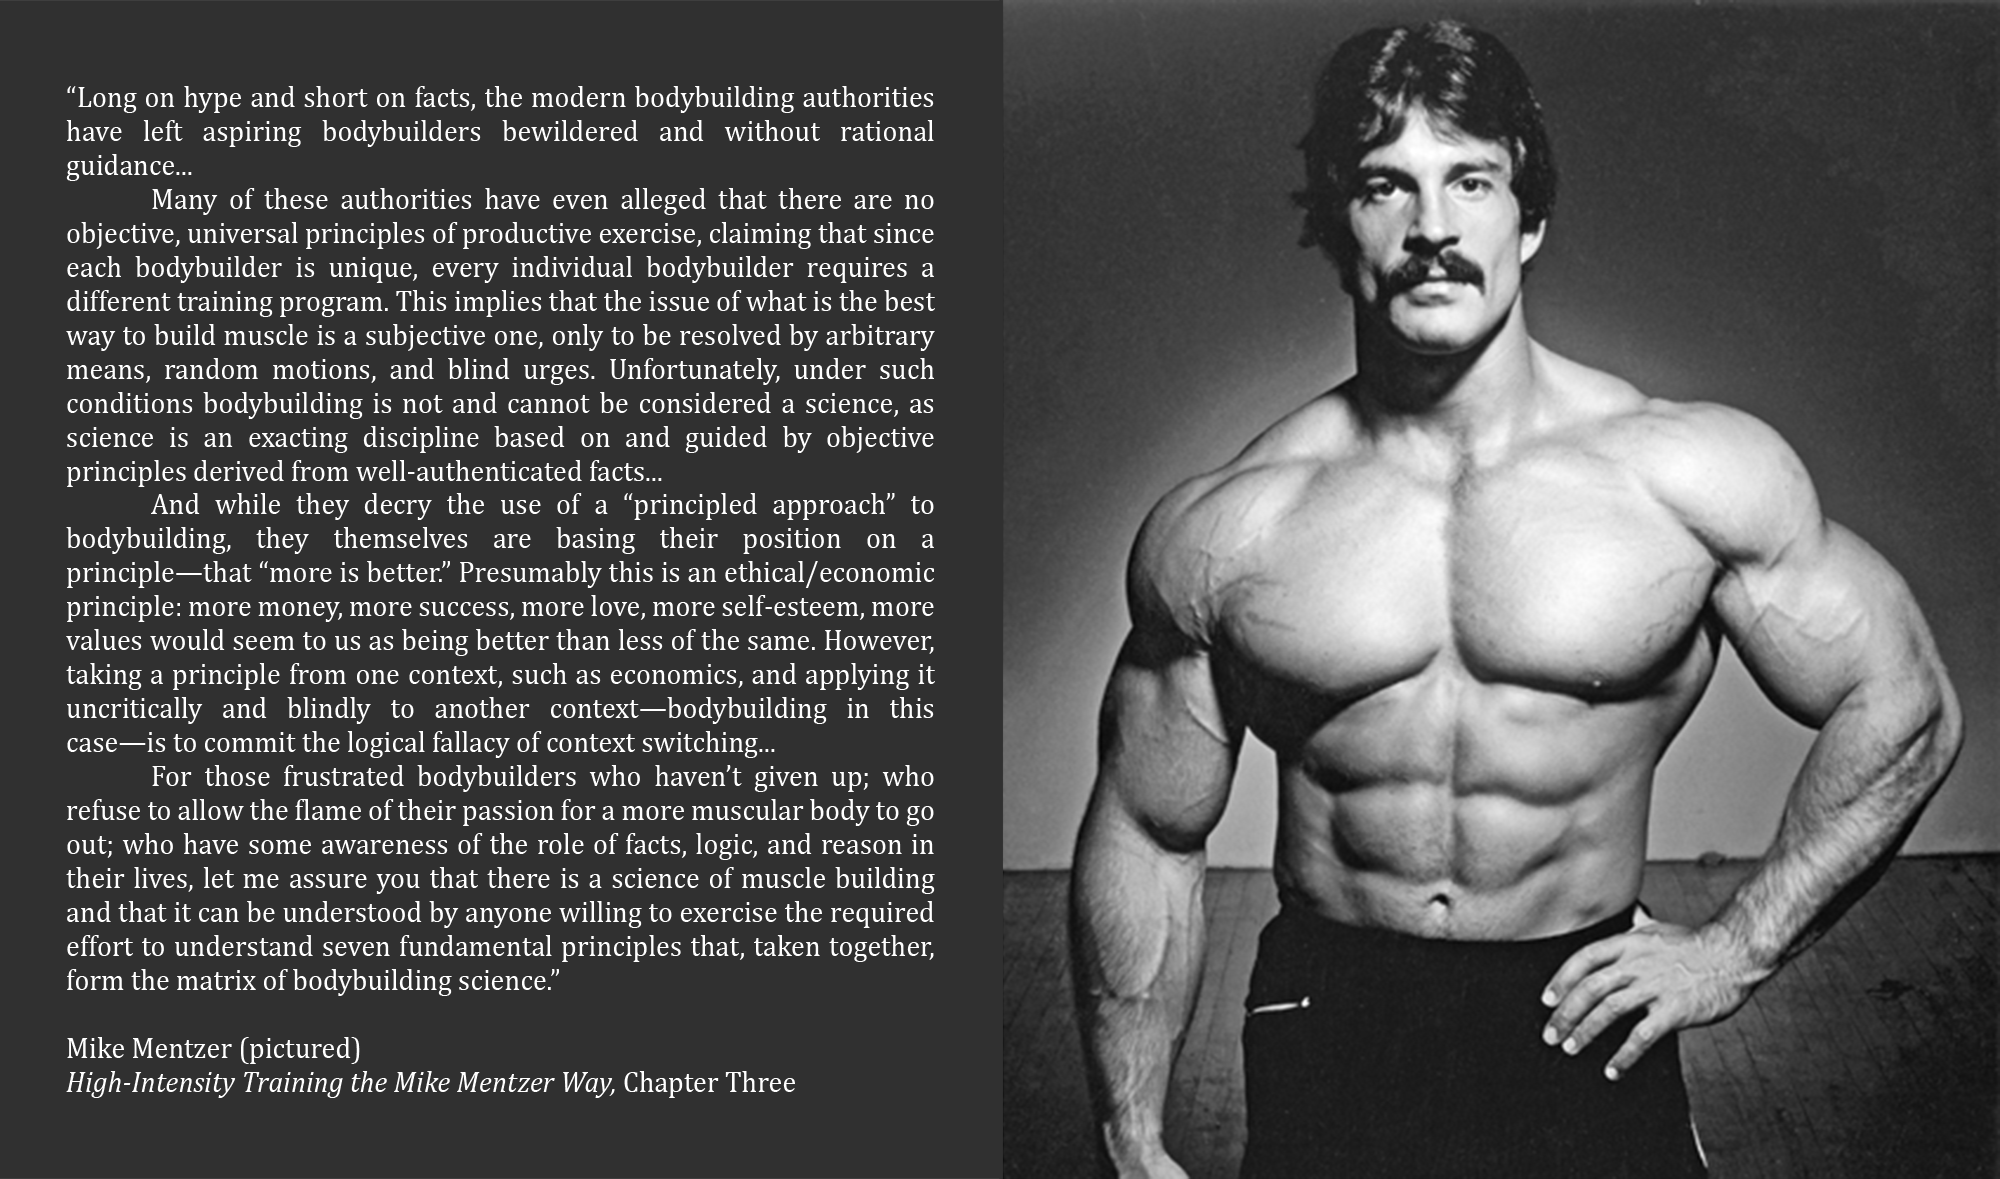 “Long on hype and short on facts, the modern bodybuilding authorities
have left aspiring bodybuilders bewildered and without rational
guidance...
Many of these authorities have even alleged that there are no
objective, universal principles of productive exercise, claiming that since
each bodybuilder is unique, every individual bodybuilder requires a
different training program. This implies that the issue of what is the best
way to build muscle is a subjective one, only to be resolved by arbitrary
means, random motions, and blind urges. Unfortunately, under such
conditions bodybuilding is not and cannot be considered a science, as
science is an exacting discipline based on and guided by objective
principles derived from well-authenticated facts...
And while they decry the use of a “principled approach” to
bodybuilding, they themselves are basing their position on a
principle—that “more is better.” Presumably this is an ethical/economic
principle: more money, more success, more love, more self-esteem, more
values would seem to us as being better than less of the same. However,
taking a principle from one context, such as economics, and applying it
uncritically and blindly to another context—bodybuilding in this
case—is to commit the logical fallacy of context switching...
For those frustrated bodybuilders who haven’t given up; who
refuse to allow the flame of their passion for a more muscular body to go
out; who have some awareness of the role of facts, logic, and reason in
their lives, let me assure you that there is a science of muscle building
and that it can be understood by anyone willing to exercise the required
effort to understand seven fundamental principles that, taken together,
form the matrix of bodybuilding science.”
Mike Mentzer (pictured)
High-Intensity Training the Mike Mentzer Way, Chapter Three